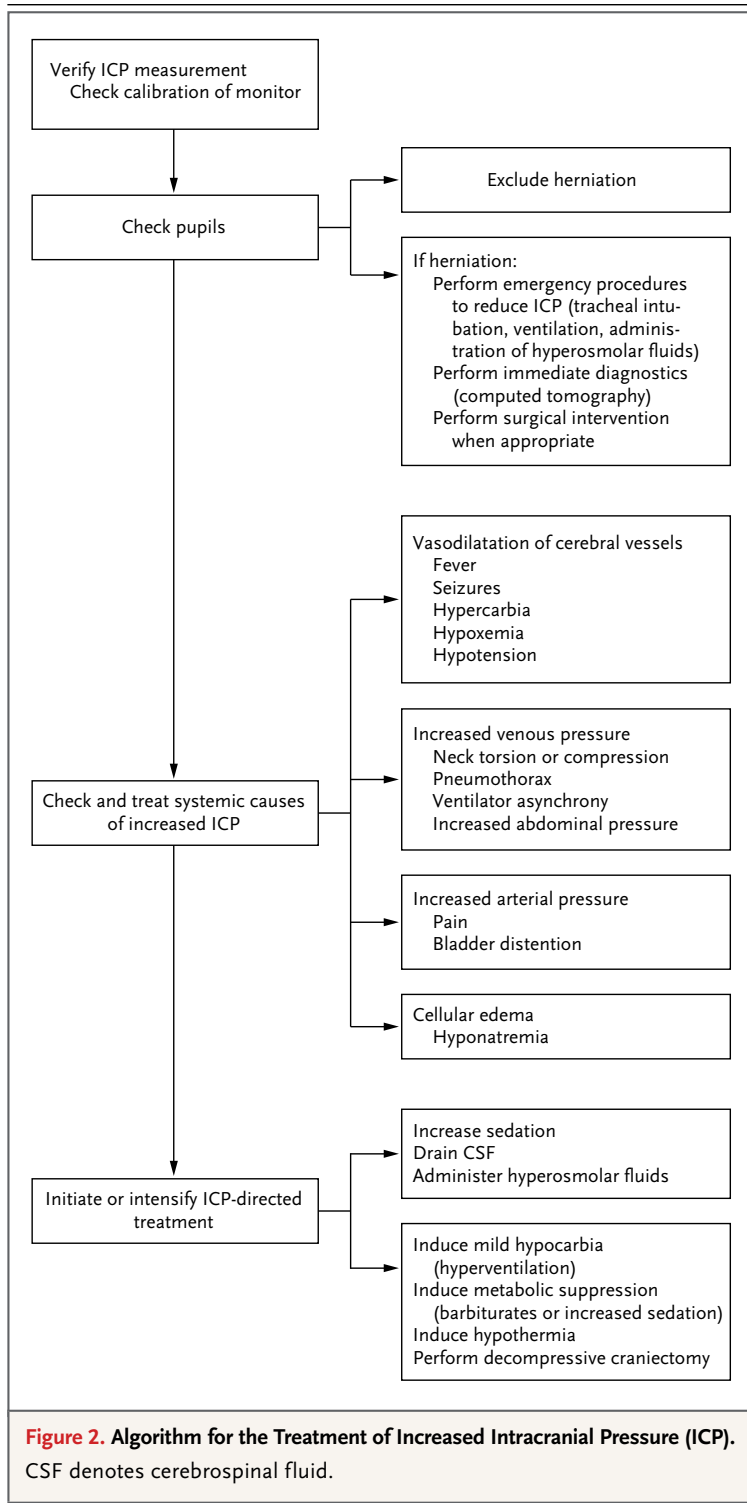 Verify ICP measurement
Check calibration of monitor
Check pupils
Exclude herniation
If herniation:
Perform emergency procedures
to reduce ICP (tracheal intu-
bation, ventilation, adminis-
tration of hyperosmolar fluids)
Perform immediate diagnostics
(computed tomography)
Perform surgical intervention
when appropriate
Check and treat systemic causes
of increased ICP
Vasodilatation of cerebral vessels
Fever
Seizures
Hypercarbia
Hypoxemia
Hypotension
Increased venous pressure
Neck torsion or compression
Pneumothorax
Ventilator asynchrony
Increased abdominal pressure
Increased arterial pressure
Pain
Bladder distention
Cellular edema
Hyponatremia
Initiate or intensify ICP-directed
treatment
Increase sedation
Drain CSF
Administer hyperosmolar fluids
Induce mild hypocarbia
(hyperventilation)
Induce metabolic suppression
(barbiturates or increased sedation)
Induce hypothermia
Perform decompressive craniectomy
Figure 2. Algorithm for the Treatment of Increased Intracranial Pressure (ICP).
CSF denotes cerebrospinal fluid.